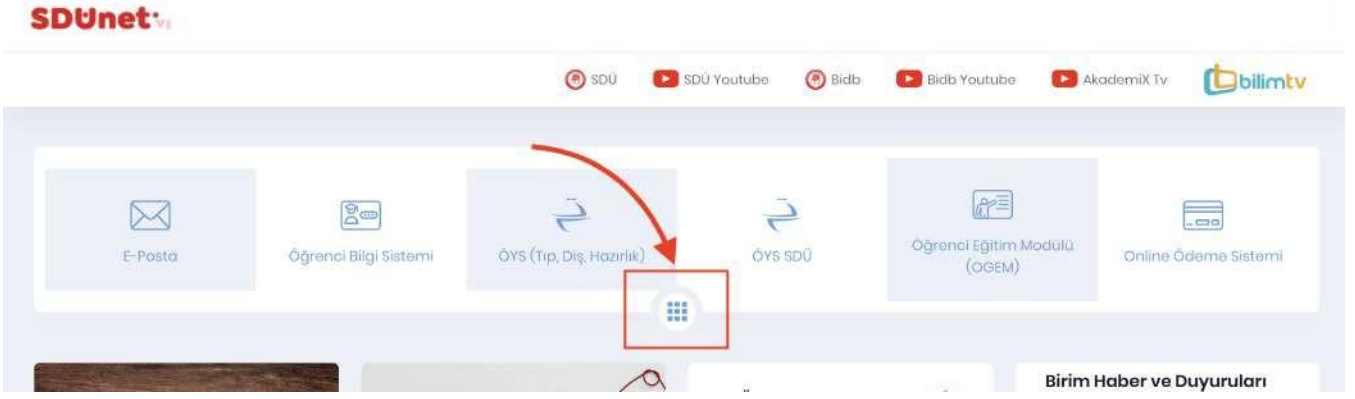 SDÜnet
SDÜ SDÜ Youtube Bidb Bidb Youtube AkademiX Tv bilimtv
E-Posta
Öğrenci Bilgi Sistemi
ÖYS (Tıp, Diş, Hazırlık)
ÖYS SDÜ
Öğrenci Eğitim Modülü
(OGEM)
Online Ödeme Sistemi
Birim Haber ve Duyuruları